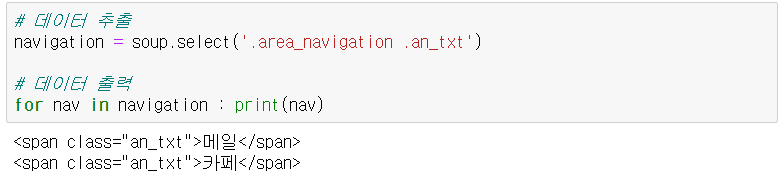 # 데이터 추출
navigation = soup.select('.area_navigation .an_txt')
# 데이터 출력
for nav in navigation : print(nav)
<span class="an_txt">메일</span>
<span class="an_txt">카페</span>